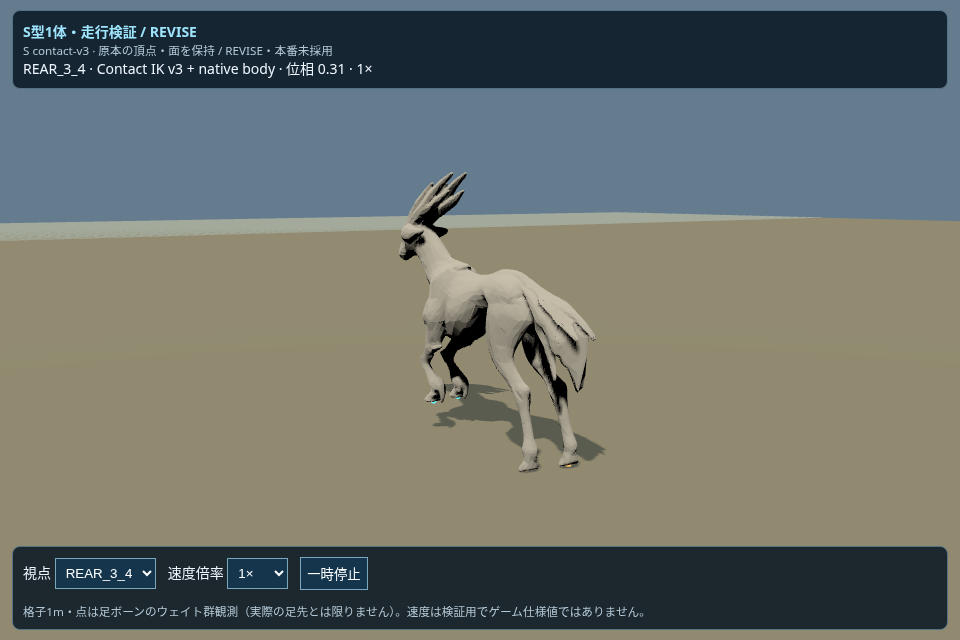 S型1体・走行検証 / REVISE
S contact-v3 · 原本の頂点・面を保持 / REVISE・本番未採用
REAR_3_4 · Contact IK v3 + native body · 位相 0.31 · 1×
視点 REAR_3_4 速度倍率 1× 一時停止
格子1m・点は足ボーンのウェイト群観測（実際の足先とは限りません）。速度は検証用でゲーム仕様値ではありません。